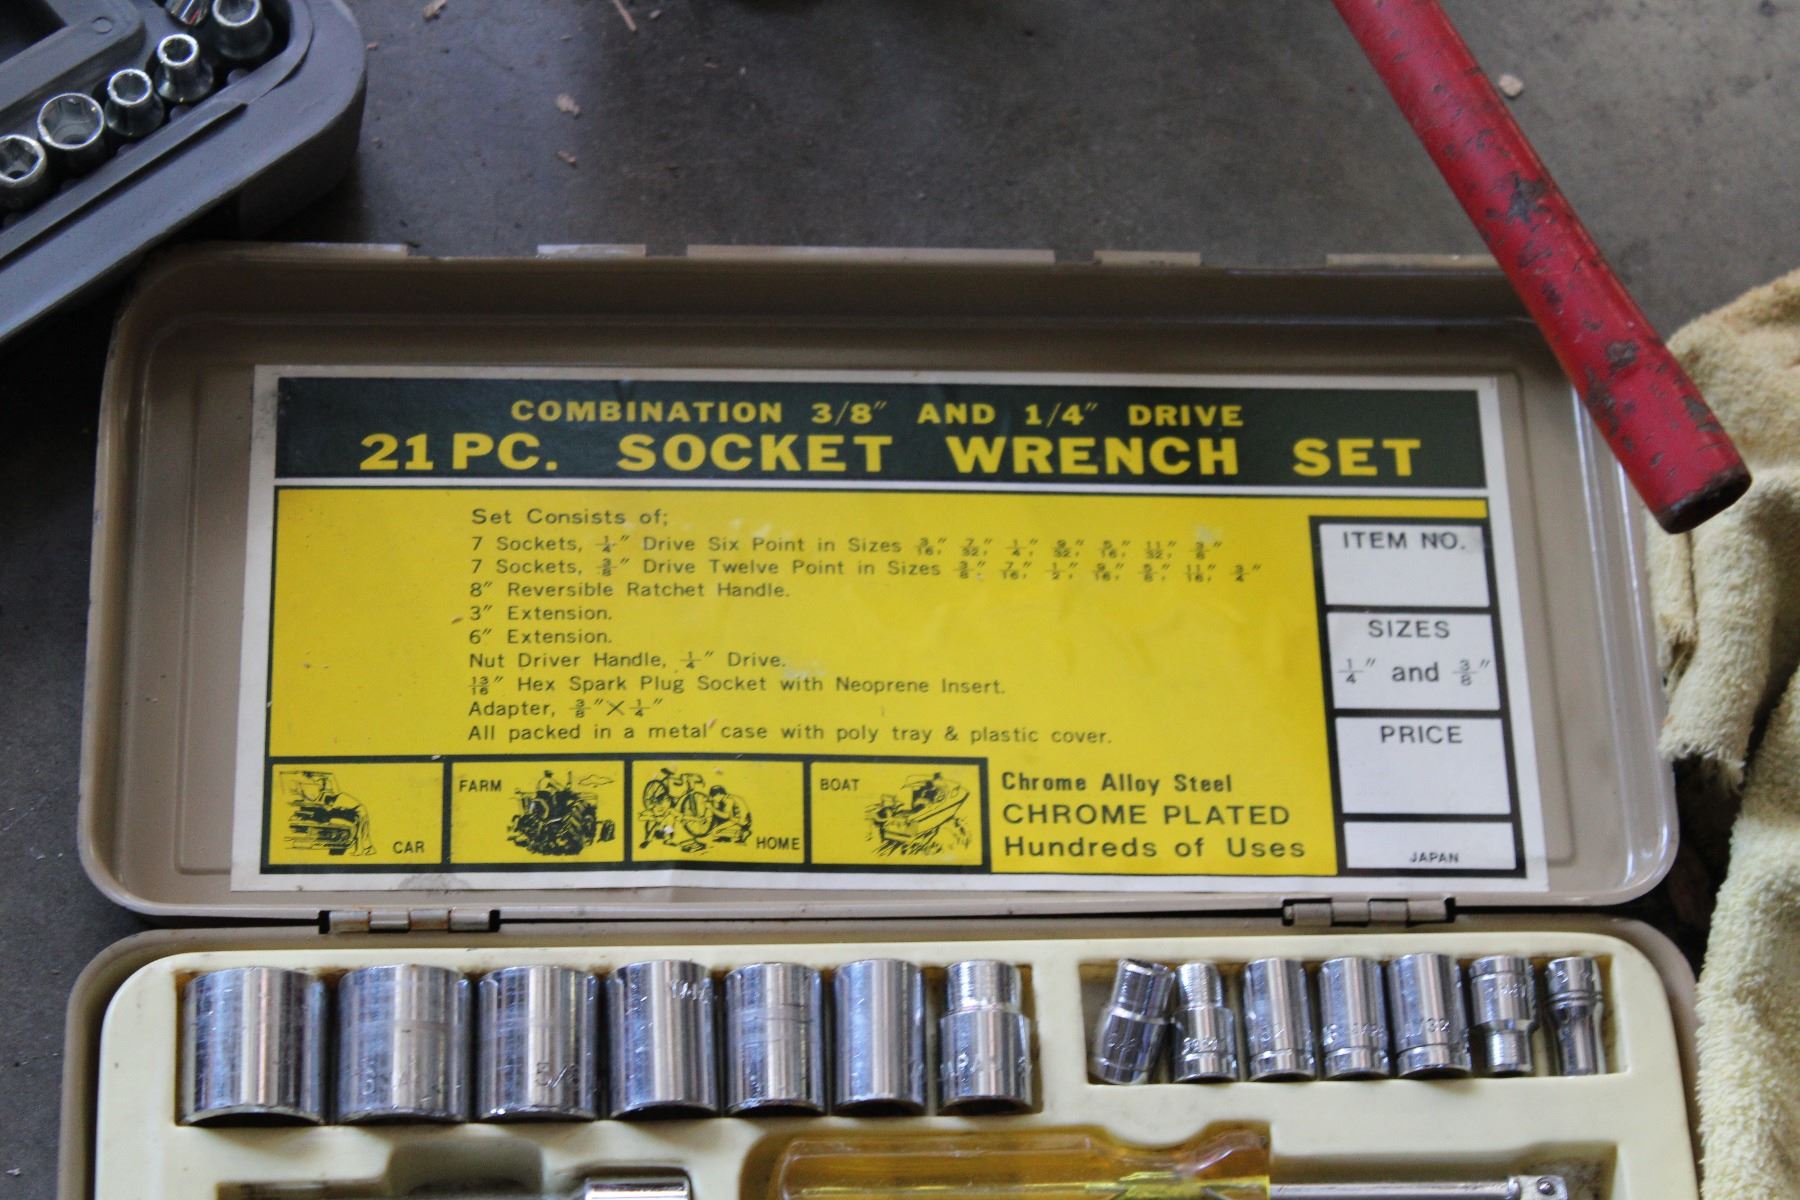 COMBINATION 3/8" AND 1/4" DRIVE
21 PC. SOCKET WRENCH SET
Set Consists of;
7 Sockets, 1/4" Drive Six Point in Sizes 3/16", 7/32", 1/4", 9/32", 5/16", 11/32", 3/8"
7 Sockets, 3/8" Drive Twelve Point in Sizes 3/8", 7/16", 1/2", 9/16", 5/8", 11/16", 3/4"
8" Reversible Ratchet Handle.
3" Extension.
6" Extension.
Nut Driver Handle, 1/4" Drive.
13/16" Hex Spark Plug Socket with Neoprene Insert.
Adapter, 3/8" X 1/4"
All packed in a metal case with poly tray & plastic cover.
CAR
FARM
HOME
BOAT
Chrome Alloy Steel
CHROME PLATED
Hundreds of Uses
ITEM NO.
SIZES
1/4" and 3/8"
PRICE
JAPAN
5/8